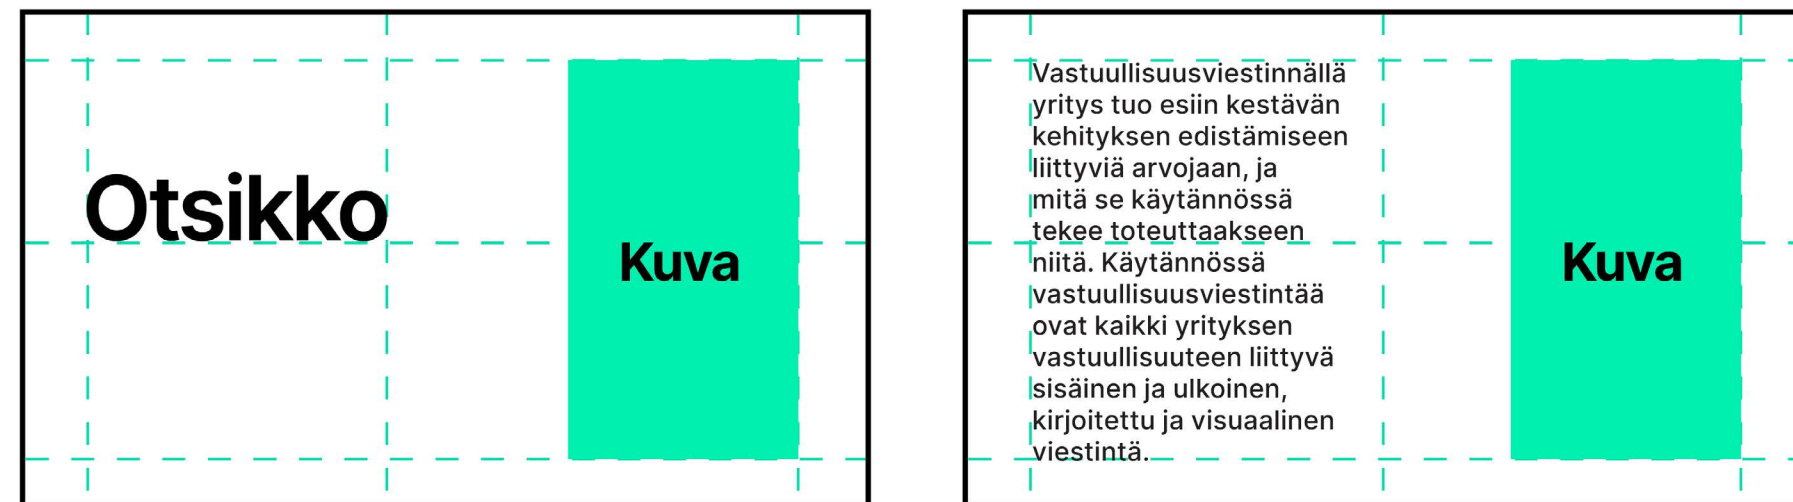 Otsikko
Kuva
Vastuullisuusviestinnällä
yritys tuo esiin kestävän
kehityksen edistämiseen
liittyviä arvojaan, ja
mitä se käytännössä
tekee toteuttaakseen
niitä. Käytännössä
vastuullisuusviestintää
ovat kaikki yrityksen
vastuullisuuteen liittyvä
sisäinen ja ulkoinen,
kirjoitettu ja visuaalinen
viestintä.
Kuva